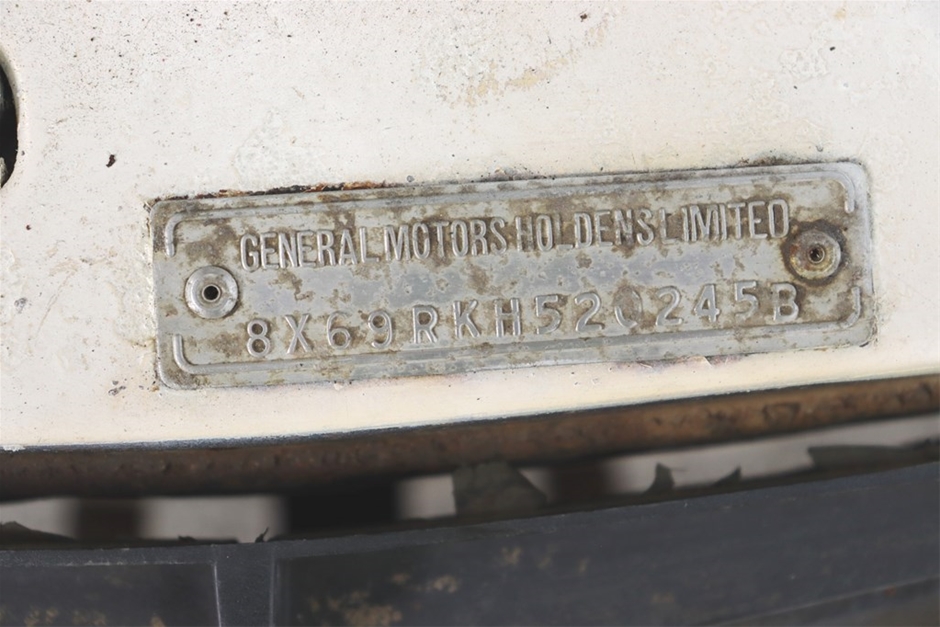 GENERAL MOTORS HOLDENS LIMITED
8X69RKH520245B